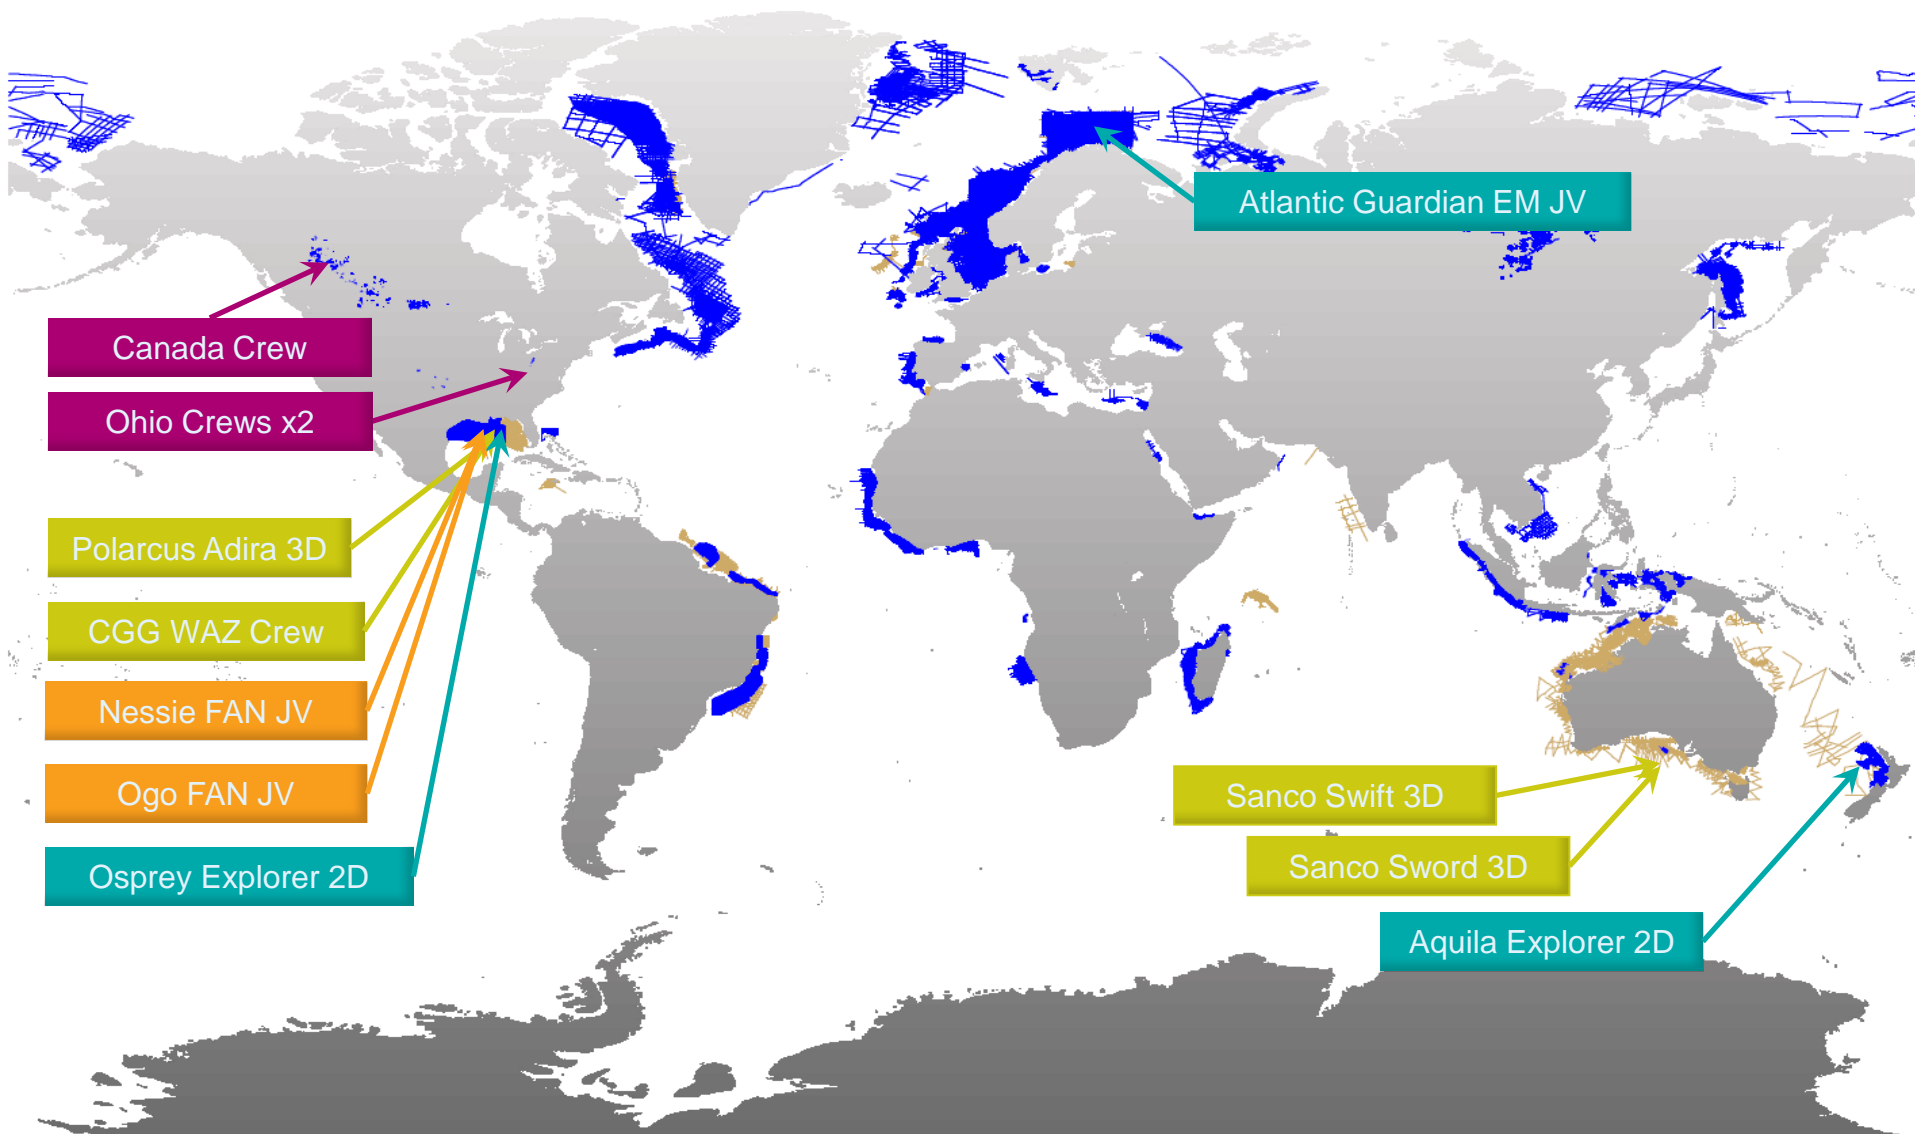 Atlantic Guardian EM JV
Canada Crew
Ohio Crews x2
Polarcus Adira 3D
CGG WAZ Crew
Nessie FAN JV
Ogo FAN JV
Osprey Explorer 2D
Sanco Swift 3D
Sanco Sword 3D
Aquila Explorer 2D